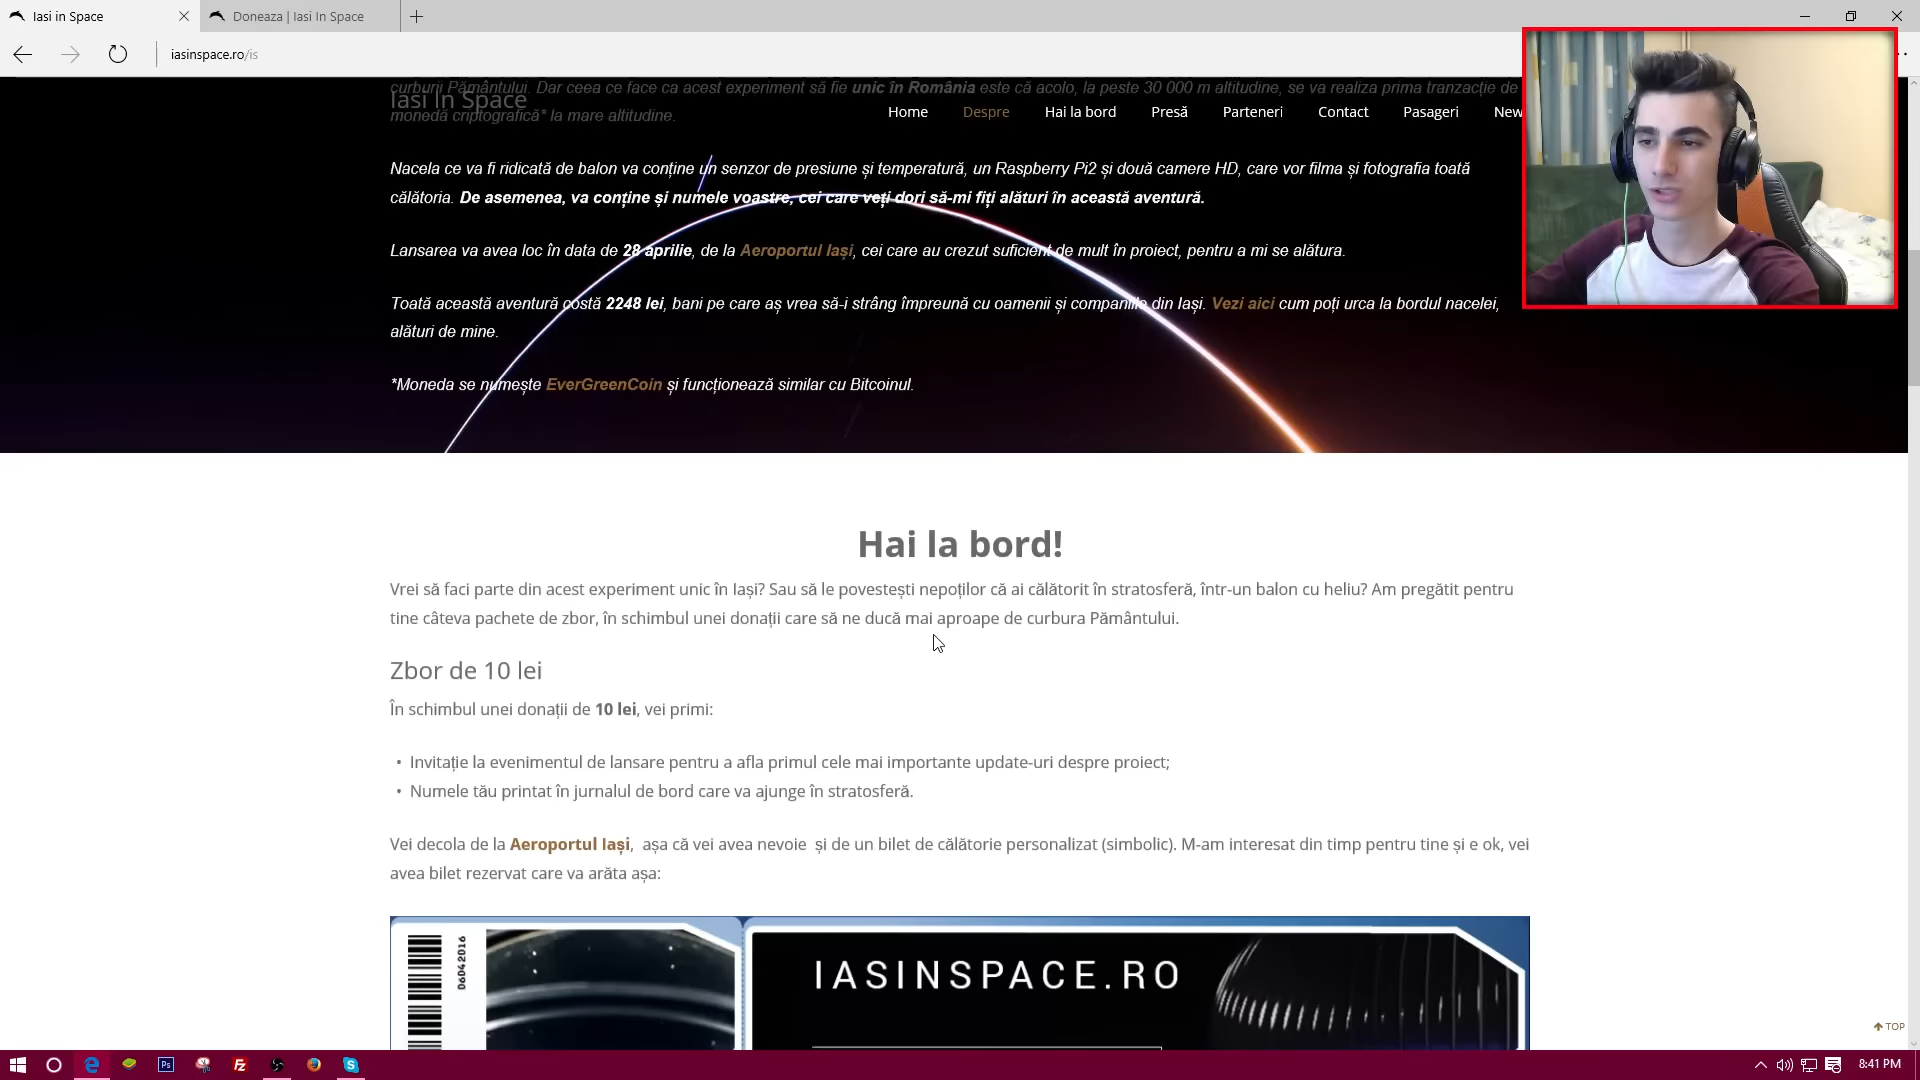 Iasi in Space
Doneaza | Iasi In Space
iasinspace.ro/is
curburii Pământului. Dar ceea ce face ca acest experiment să fie unic în România este că acolo, la peste 30 000 m altitudine, se va realiza prima tranzacție de
Iasi In Space
Home Despre Hai la bord Presă Parteneri Contact Pasageri New
monedă criptografică* la mare altitudine.
Nacela ce va fi ridicată de balon va conține un senzor de presiune și temperatură, un Raspberry Pi2 și două camere HD, care vor filma și fotografia toată
călătoria. De asemenea, va conține și numele voastre, cei care veți dori să-mi fiți alături în această aventură.
Lansarea va avea loc în data de 28 aprilie, de la Aeroportul Iași, cei care au crezut suficient de mult în proiect, pentru a mi se alătura.
Toată această aventură costă 2248 lei, bani pe care aș vrea să-i strâng împreună cu oamenii și companiile din Iași. Vezi aici cum poți urca la bordul nacelei,
alături de mine.
*Moneda se numește EverGreenCoin și funcționează similar cu Bitcoinul.
Hai la bord!
Vrei să faci parte din acest experiment unic în Iași? Sau să le povestești nepoților că ai călătorit în stratosferă, într-un balon cu heliu? Am pregătit pentru
tine câteva pachete de zbor, în schimbul unei donații care să ne ducă mai aproape de curbura Pământului.
Zbor de 10 lei
În schimbul unei donații de 10 lei, vei primi:
• Invitație la evenimentul de lansare pentru a afla primul cele mai importante update-uri despre proiect;
• Numele tău printat în jurnalul de bord care va ajunge în stratosferă.
Vei decola de la Aeroportul Iași, așa că vei avea nevoie și de un bilet de călătorie personalizat (simbolic). M-am interesat din timp pentru tine și e ok, vei
avea bilet rezervat care va arăta așa:
06042016
IASINSPACE.RO
TOP
Ps
Fz
S
8:41 PM